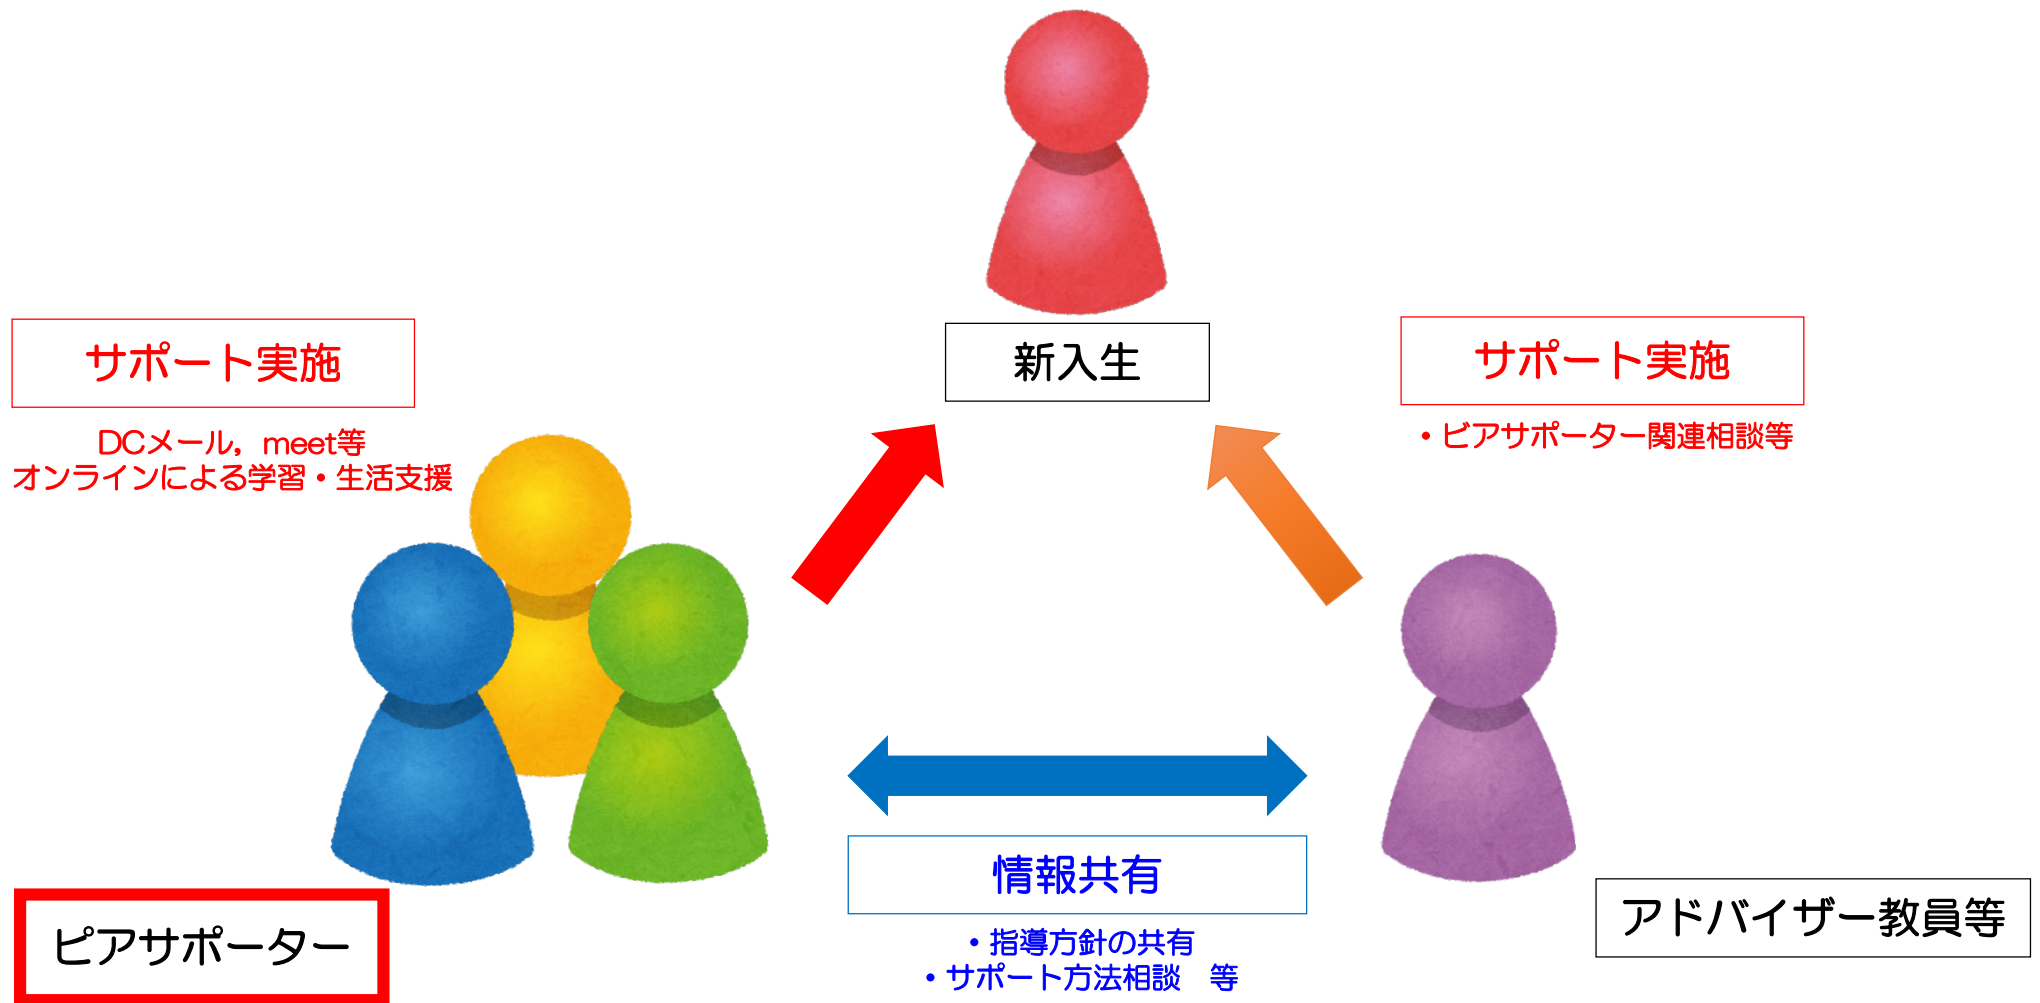 新入生
サポート実施
DCメール，meet等
オンラインによる学習・生活支援
サポート実施
・ピアサポーター関連相談等
ピアサポーター
情報共有
・指導方針の共有
・サポート方法相談　等
アドバイザー教員等